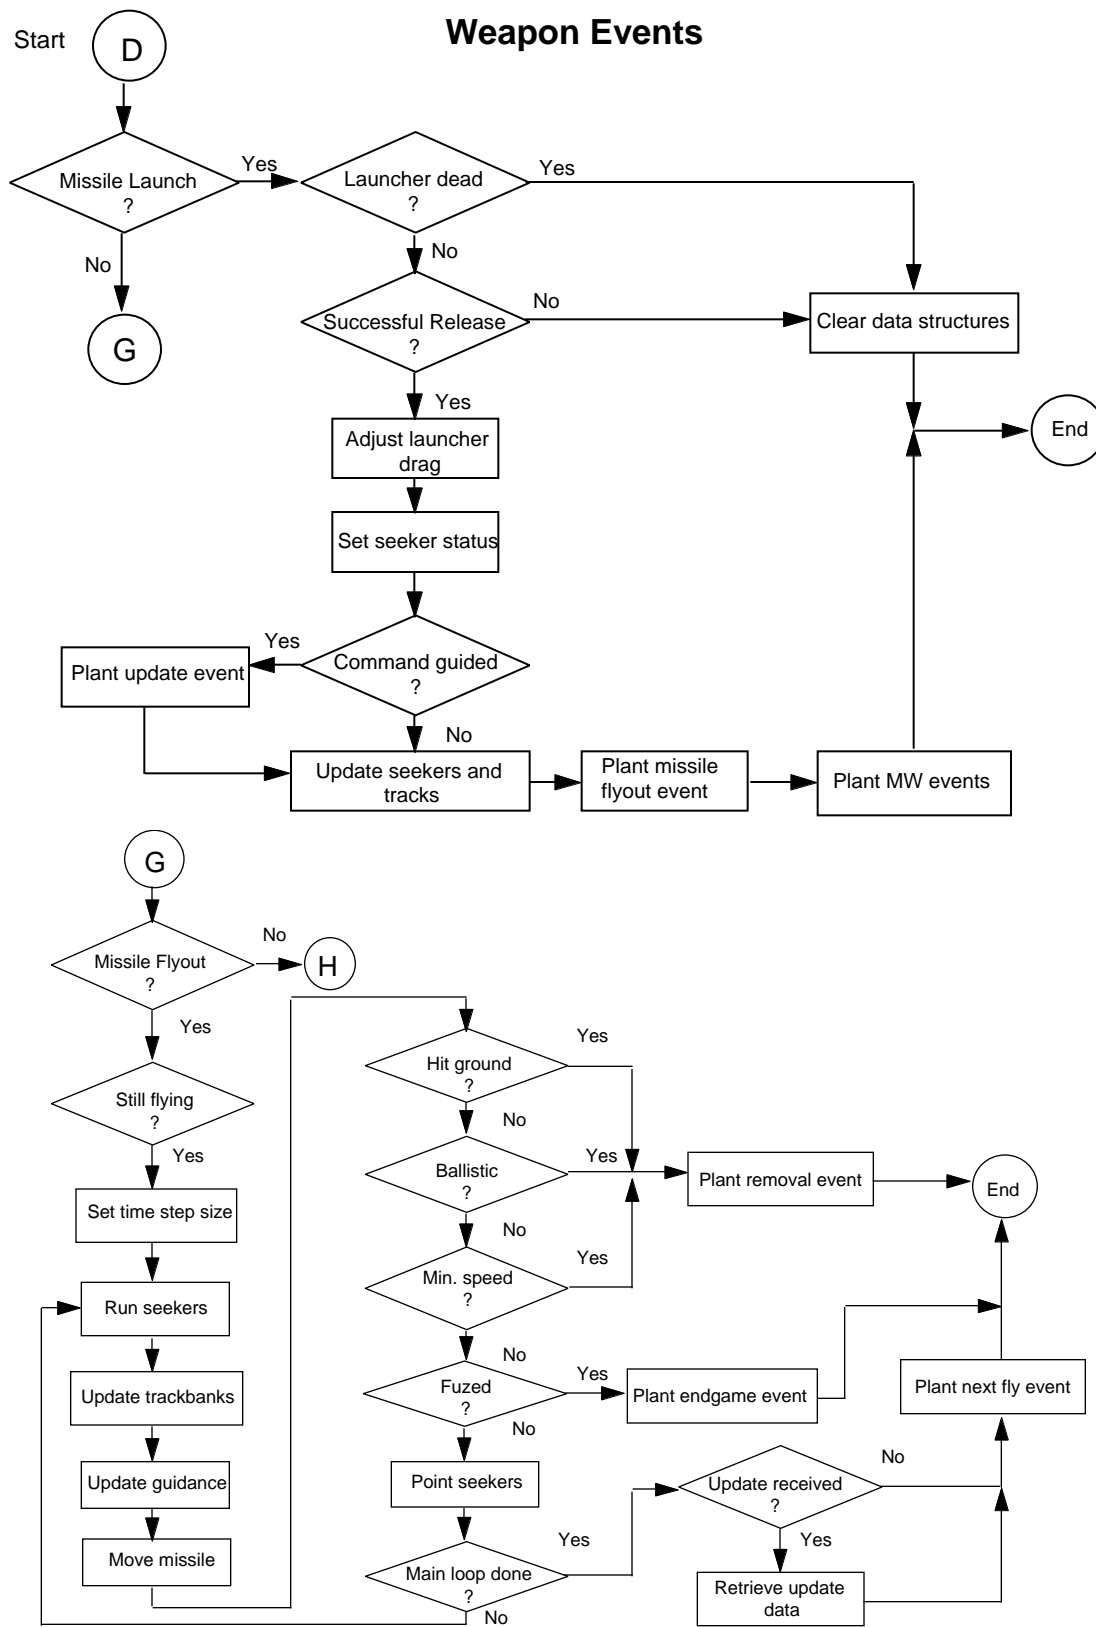 Weapon Events
Start
D
Missile Launch
?
Yes
Launcher dead
?
Yes
No
No
G
Successful Release
?
No
Clear data structures
Yes
End
Adjust launcher
drag
Set seeker status
Yes
Command guided
?
Plant update event
No
Update seekers and
tracks
Plant missile
flyout event
Plant MW events
G
Missile Flyout
?
No
H
Yes
Still flying
?
Yes
Set time step size
Run seekers
Update trackbanks
Update guidance
Move missile
Hit ground
?
Yes
No
Ballistic
?
Yes
Plant removal event
End
No
Min. speed
?
Yes
No
Fuzed
?
Yes
Plant endgame event
Plant next fly event
No
Point seekers
Update received
?
No
Yes
Main loop done
?
Yes
Retrieve update
data
No